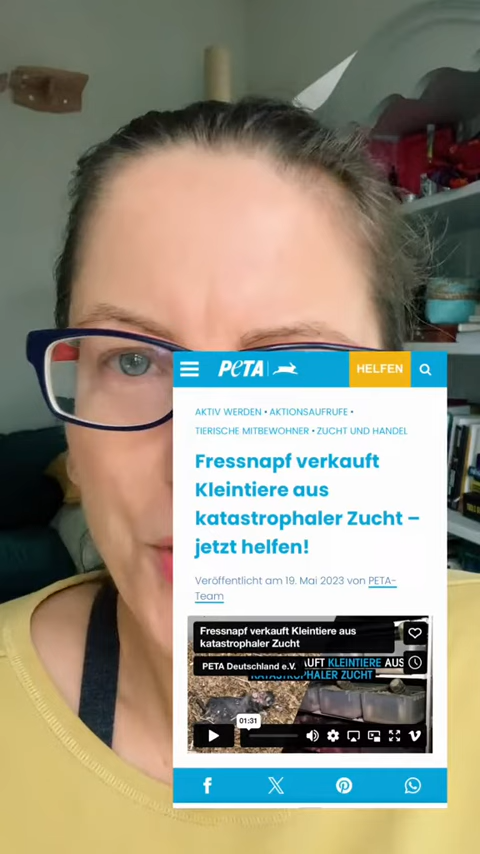 PETA
HELFEN
AKTIV WERDEN • AKTIONSAUFRUFE •
TIERISCHE MITBEWOHNER • ZUCHT UND HANDEL
Fressnapf verkauft
Kleintiere aus
katastrophaler Zucht –
jetzt helfen!
Veröffentlicht am 19. Mai 2023 von PETA-
Team
Fressnapf verkauft Kleintiere aus
katastrophaler Zucht
PETA Deutschland e.V.
AUFT KLEINTIERE AUS
KATASTROPHALER ZUCHT
01:31